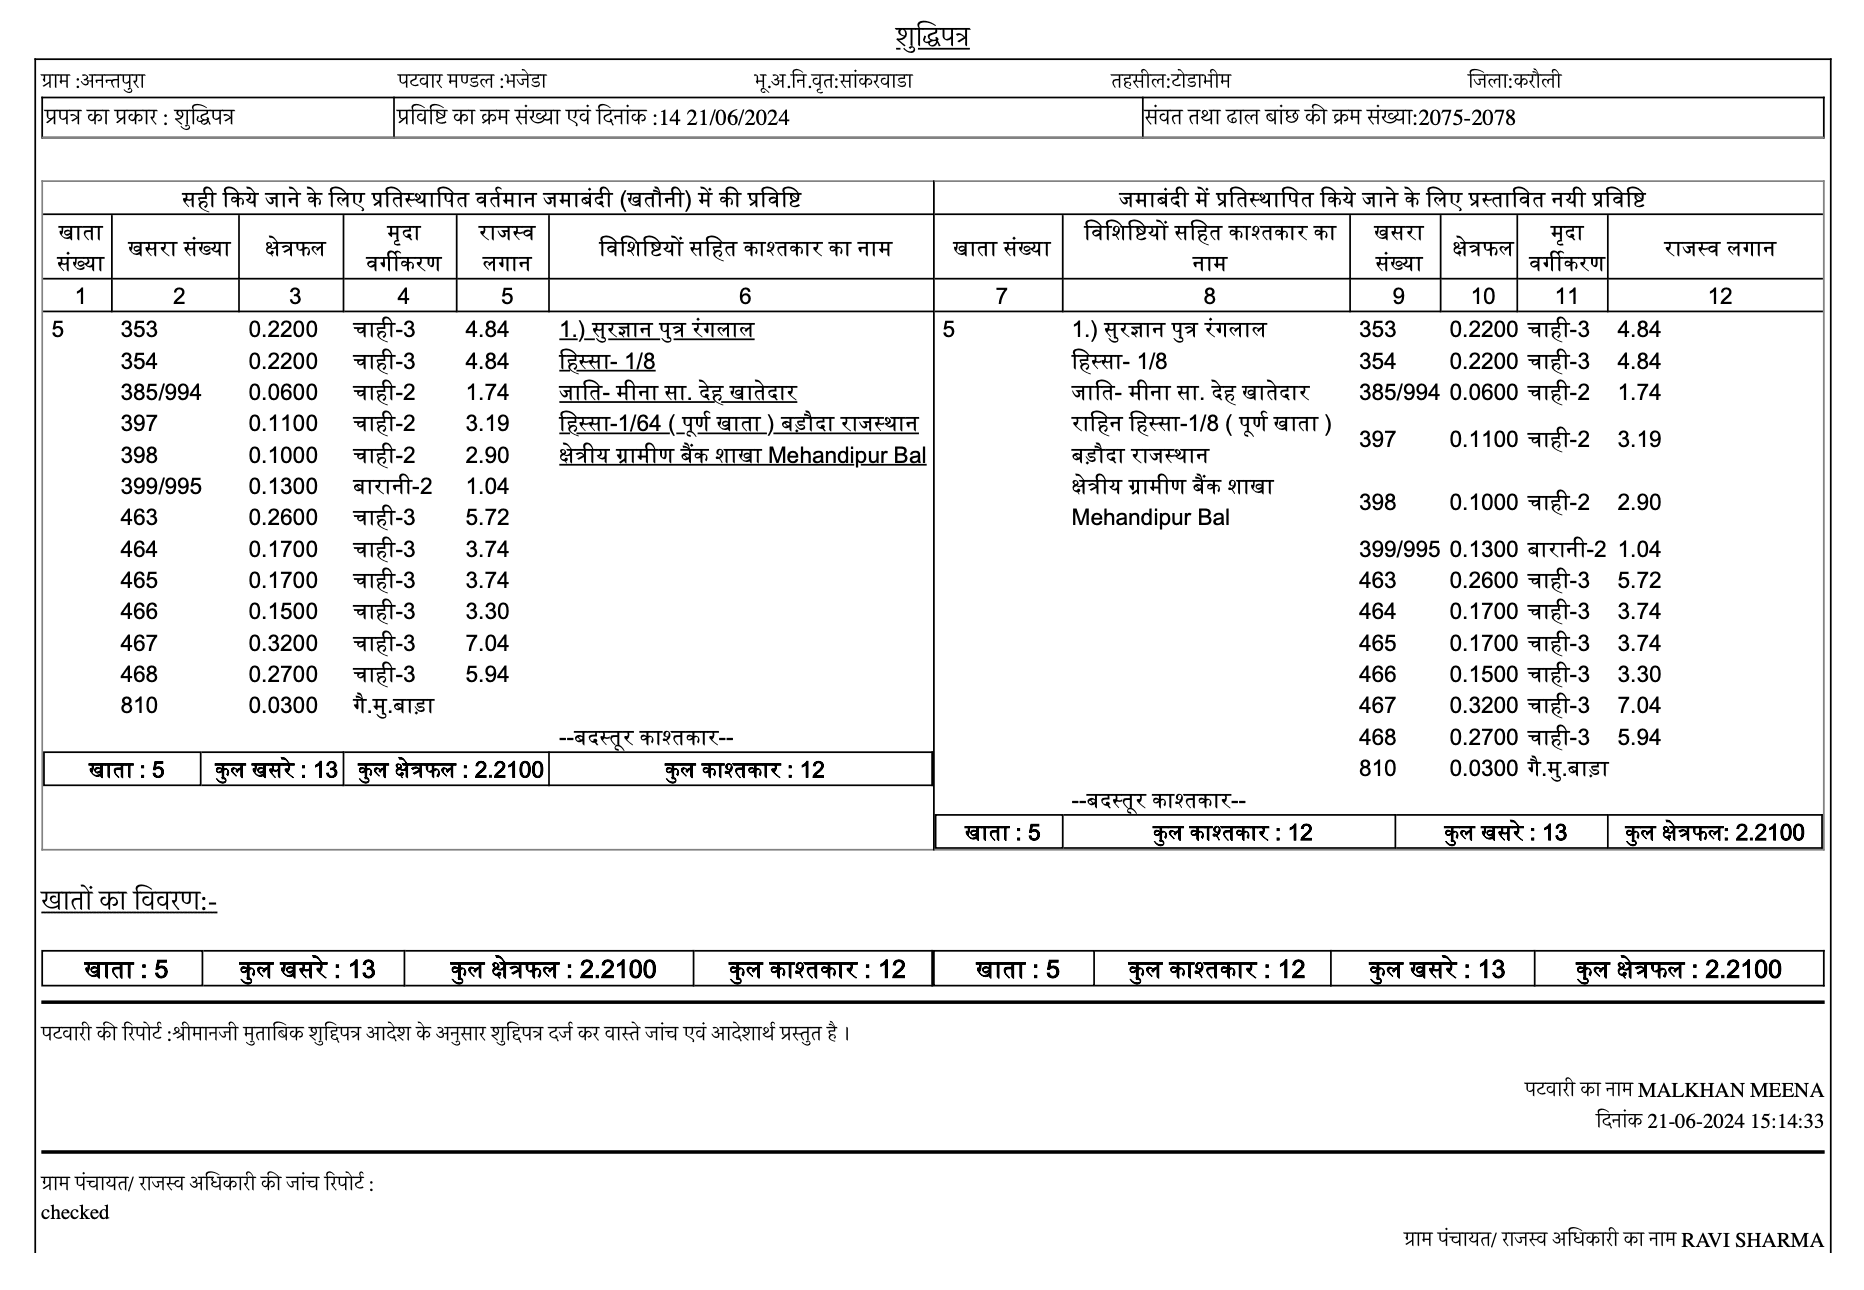 शुद्धिपत्र
ग्राम :अनन्तपुरा पटवार मण्डल :भजेडा भू.अ.नि.वृत:सांकरवाडा तहसील:टोडाभीम जिला:करौली
प्रपत्र का प्रकार : शुद्धिपत्र प्रविष्टि का क्रम संख्या एवं दिनांक :14 21/06/2024 संवत तथा ढाल बांछ की क्रम संख्या:2075-2078
सही किये जाने के लिए प्रतिस्थापित वर्तमान जमाबंदी (खतौनी) में की प्रविष्टि
खाता संख्या खसरा संख्या क्षेत्रफल मृदा वर्गीकरण राजस्व लगान विशिष्टियों सहित काश्तकार का नाम
1 2 3 4 5 6
5 353 0.2200 चाही-3 4.84 1.) सुरज्ञान पुत्र रंगलाल
354 0.2200 चाही-3 4.84 हिस्सा- 1/8
385/994 0.0600 चाही-2 1.74 जाति- मीना सा. देह खातेदार
397 0.1100 चाही-2 3.19 हिस्सा-1/64 ( पूर्ण खाता ) बड़ौदा राजस्थान
398 0.1000 चाही-2 2.90 क्षेत्रीय ग्रामीण बैंक शाखा Mehandipur Bal
399/995 0.1300 बारानी-2 1.04
463 0.2600 चाही-3 5.72
464 0.1700 चाही-3 3.74
465 0.1700 चाही-3 3.74
466 0.1500 चाही-3 3.30
467 0.3200 चाही-3 7.04
468 0.2700 चाही-3 5.94
810 0.0300 गै.मु.बाड़ा
--बदस्तूर काश्तकार--
खाता : 5 कुल खसरे : 13 कुल क्षेत्रफल : 2.2100 कुल काश्तकार : 12
जमाबंदी में प्रतिस्थापित किये जाने के लिए प्रस्तावित नयी प्रविष्टि
खाता संख्या विशिष्टियों सहित काश्तकार का नाम खसरा संख्या क्षेत्रफल मृदा वर्गीकरण राजस्व लगान
7 8 9 10 11 12
5 1.) सुरज्ञान पुत्र रंगलाल 353 0.2200 चाही-3 4.84
हिस्सा- 1/8 354 0.2200 चाही-3 4.84
जाति- मीना सा. देह खातेदार 385/994 0.0600 चाही-2 1.74
राहिन हिस्सा-1/8 ( पूर्ण खाता )
बड़ौदा राजस्थान 397 0.1100 चाही-2 3.19
क्षेत्रीय ग्रामीण बैंक शाखा
Mehandipur Bal 398 0.1000 चाही-2 2.90
399/995 0.1300 बारानी-2 1.04
463 0.2600 चाही-3 5.72
464 0.1700 चाही-3 3.74
465 0.1700 चाही-3 3.74
466 0.1500 चाही-3 3.30
467 0.3200 चाही-3 7.04
468 0.2700 चाही-3 5.94
810 0.0300 गै.मु.बाड़ा
--बदस्तूर काश्तकार--
खाता : 5 कुल काश्तकार : 12 कुल खसरे : 13 कुल क्षेत्रफल: 2.2100
खातों का विवरण:-
खाता : 5 कुल खसरे : 13 कुल क्षेत्रफल : 2.2100 कुल काश्तकार : 12 खाता : 5 कुल काश्तकार : 12 कुल खसरे : 13 कुल क्षेत्रफल : 2.2100
पटवारी की रिपोर्ट :श्रीमानजी मुताबिक शुद्दिपत्र आदेश के अनुसार शुद्दिपत्र दर्ज कर वास्ते जांच एवं आदेशार्थ प्रस्तुत है ।
पटवारी का नाम MALKHAN MEENA
दिनांक 21-06-2024 15:14:33
ग्राम पंचायत/ राजस्व अधिकारी की जांच रिपोर्ट :
checked
ग्राम पंचायत/ राजस्व अधिकारी का नाम RAVI SHARMA